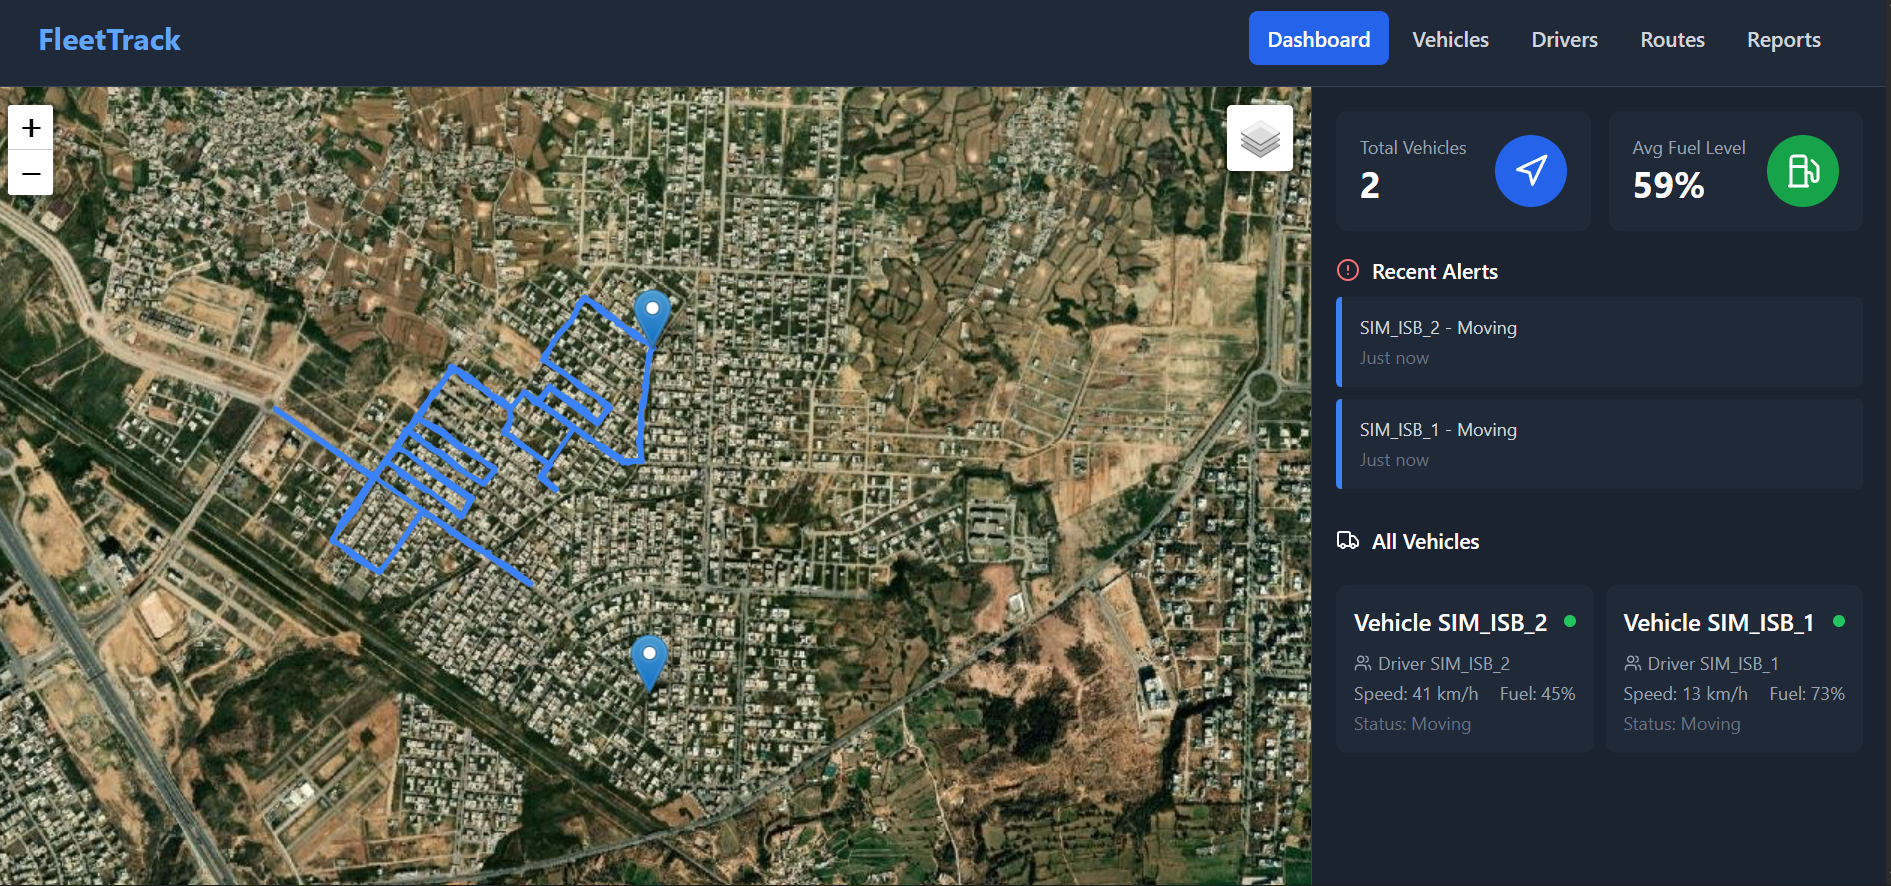 FleetTrack
Dashboard
Vehicles
Drivers
Routes
Reports
+
−
Total Vehicles
2
Avg Fuel Level
59%
Recent Alerts
SIM_ISB_2 - Moving
Just now
SIM_ISB_1 - Moving
Just now
All Vehicles
Vehicle SIM_ISB_2
Driver SIM_ISB_2
Speed: 41 km/h Fuel: 45%
Status: Moving
Vehicle SIM_ISB_1
Driver SIM_ISB_1
Speed: 13 km/h Fuel: 73%
Status: Moving